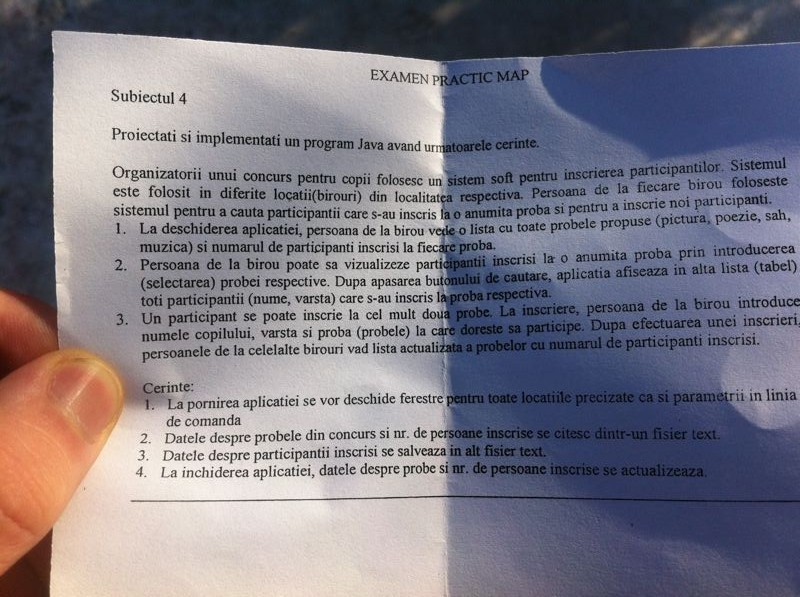 EXAMEN PRACTIC MAP
Subiectul 4
Proiectati si implementati un program Java avand urmatoarele cerinte.
Organizatorii unui concurs pentru copii folosesc un sistem soft pentru inscrierea participantilor. Sistemul
este folosit in diferite locatii(birouri) din localitatea respectiva. Persoana de la fiecare birou foloseste
sistemul pentru a cauta participantii care s-au inscris la o anumita proba si pentru a inscrie noi participanti.
1. La deschiderea aplicatiei, persoana de la birou vede o lista cu toate probele propuse (pictura, poezie, sah,
muzica) si numarul de participanti inscrisi la fiecare proba.
2. Persoana de la birou poate sa vizualizeze participantii inscrisi la o anumita proba prin introducerea
(selectarea) probei respective. Dupa apasarea butonului de cautare, aplicatia afiseaza in alta lista (tabel)
toti participantii (nume, varsta) care s-au inscris la proba respectiva.
3. Un participant se poate inscrie la cel mult doua probe. La inscriere, persoana de la birou introduce
numele copilului, varsta si proba (probele) la care doreste sa participe. Dupa efectuarea unei inscrieri,
persoanele de la celelalte birouri vad lista actualizata a probelor cu numarul de participanti inscrisi.
Cerinte:
1. La pornirea aplicatiei se vor deschide ferestre pentru toate locatiile precizate ca si parametrii in linia
de comanda
2. Datele despre probele din concurs si nr. de persoane inscrise se citesc dintr-un fisier text.
3. Datele despre participantii inscrisi se salveaza in alt fisier text.
4. La inchiderea aplicatiei, datele despre probe si nr. de persoane inscrise se actualizeaza.